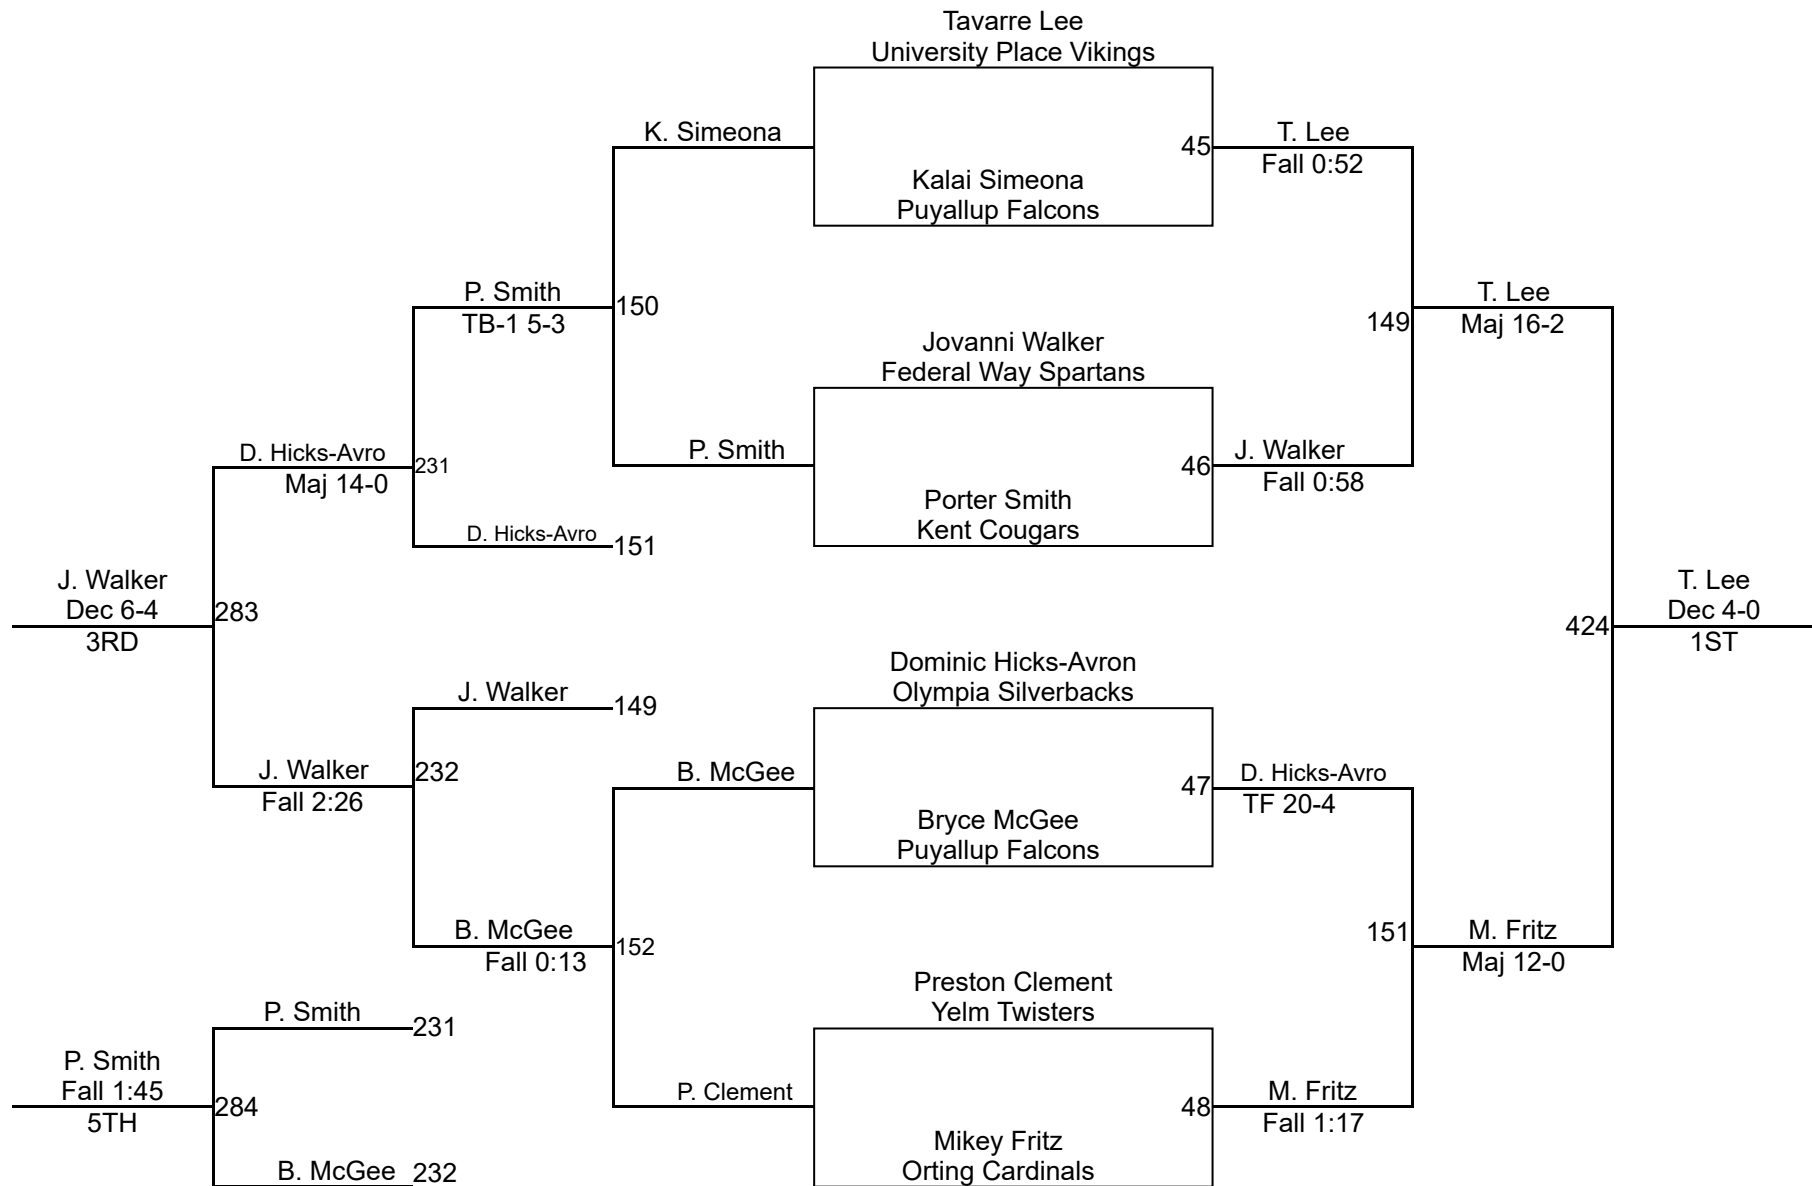 Tavarre Lee
University Place Vikings
K. Simeona
45
T. Lee
Fall 0:52
Kalai Simeona
Puyallup Falcons
P. Smith
TB-1 5-3
150
T. Lee
Maj 16-2
149
Jovanni Walker
Federal Way Spartans
D. Hicks-Avro
Maj 14-0
231
P. Smith
46
J. Walker
Fall 0:58
Porter Smith
Kent Cougars
D. Hicks-Avro
151
J. Walker
Dec 6-4
3RD
283
424
T. Lee
Dec 4-0
1ST
Dominic Hicks-Avron
Olympia Silverbacks
J. Walker
149
J. Walker
Fall 2:26
232
B. McGee
47
D. Hicks-Avro
TF 20-4
Bryce McGee
Puyallup Falcons
B. McGee
Fall 0:13
152
151
M. Fritz
Maj 12-0
Preston Clement
Yelm Twisters
P. Smith
231
P. Smith
Fall 1:45
5TH
284
P. Clement
48
M. Fritz
Fall 1:17
Mikey Fritz
Orting Cardinals
B. McGee
232